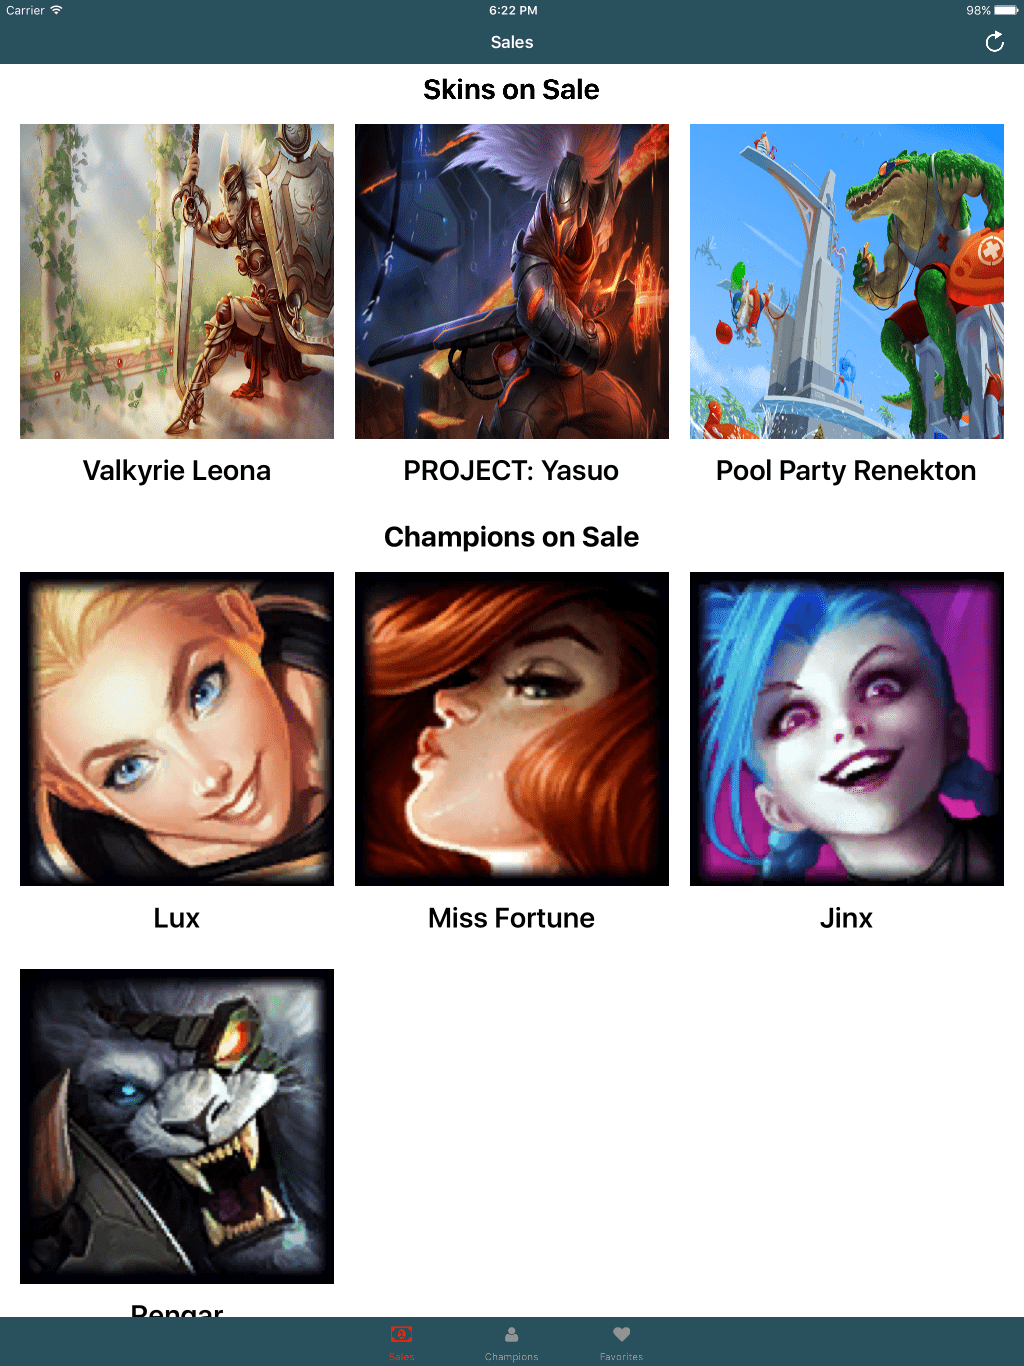 Carrier 6:22 PM 98%
Sales
Skins on Sale
Valkyrie Leona PROJECT: Yasuo Pool Party Renekton
Champions on Sale
Lux Miss Fortune Jinx
Rengar
Sales Champions Favorites